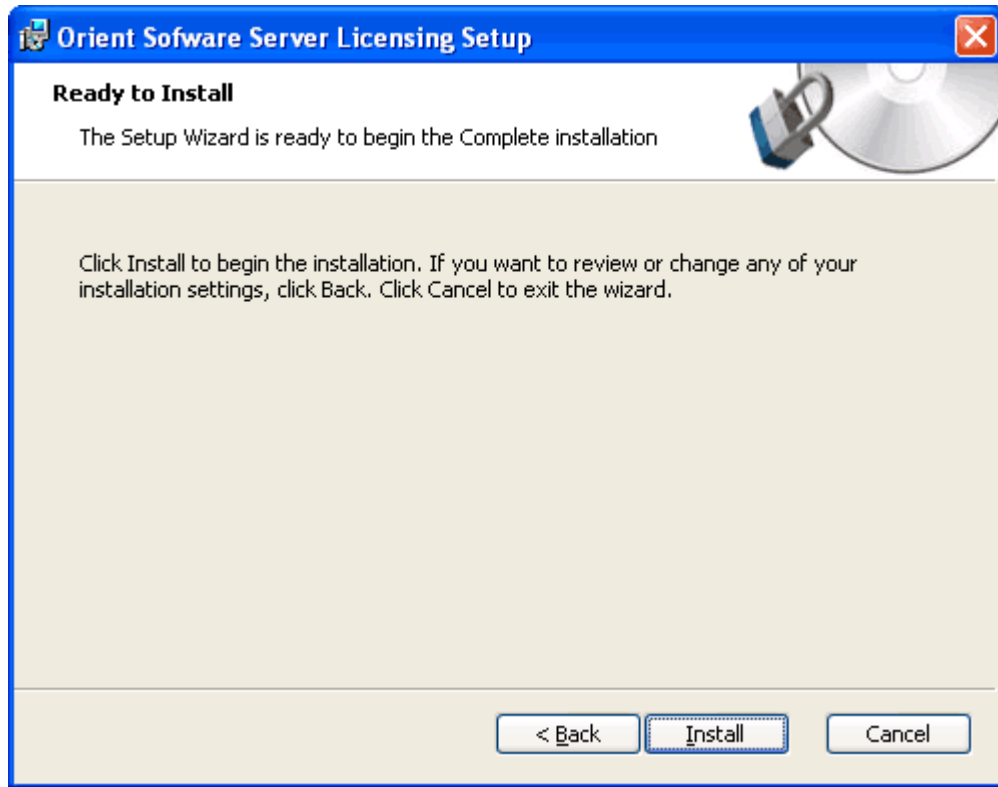 Orient Sofware Server Licensing Setup
Ready to Install
The Setup Wizard is ready to begin the Complete installation
Click Install to begin the installation. If you want to review or change any of your
installation settings, click Back. Click Cancel to exit the wizard.
< Back
Install
Cancel